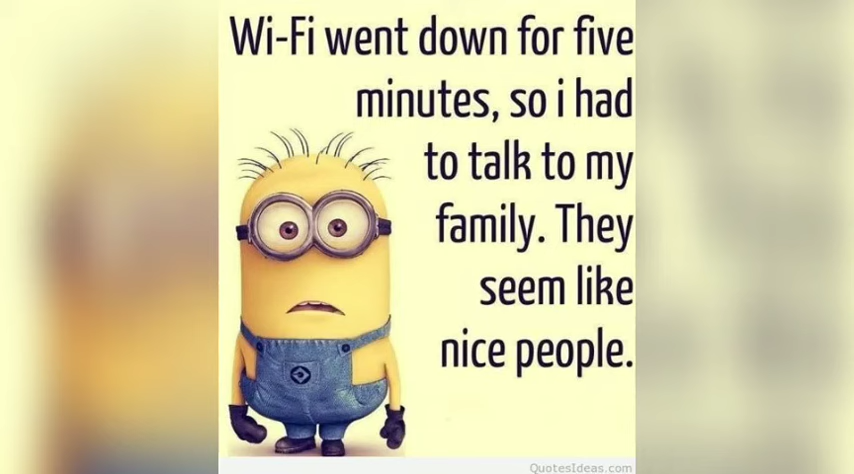 Wi-Fi went down for five
minutes, so i had
to talk to my
family. They
seem like
nice people.
QuotesIdeas.com